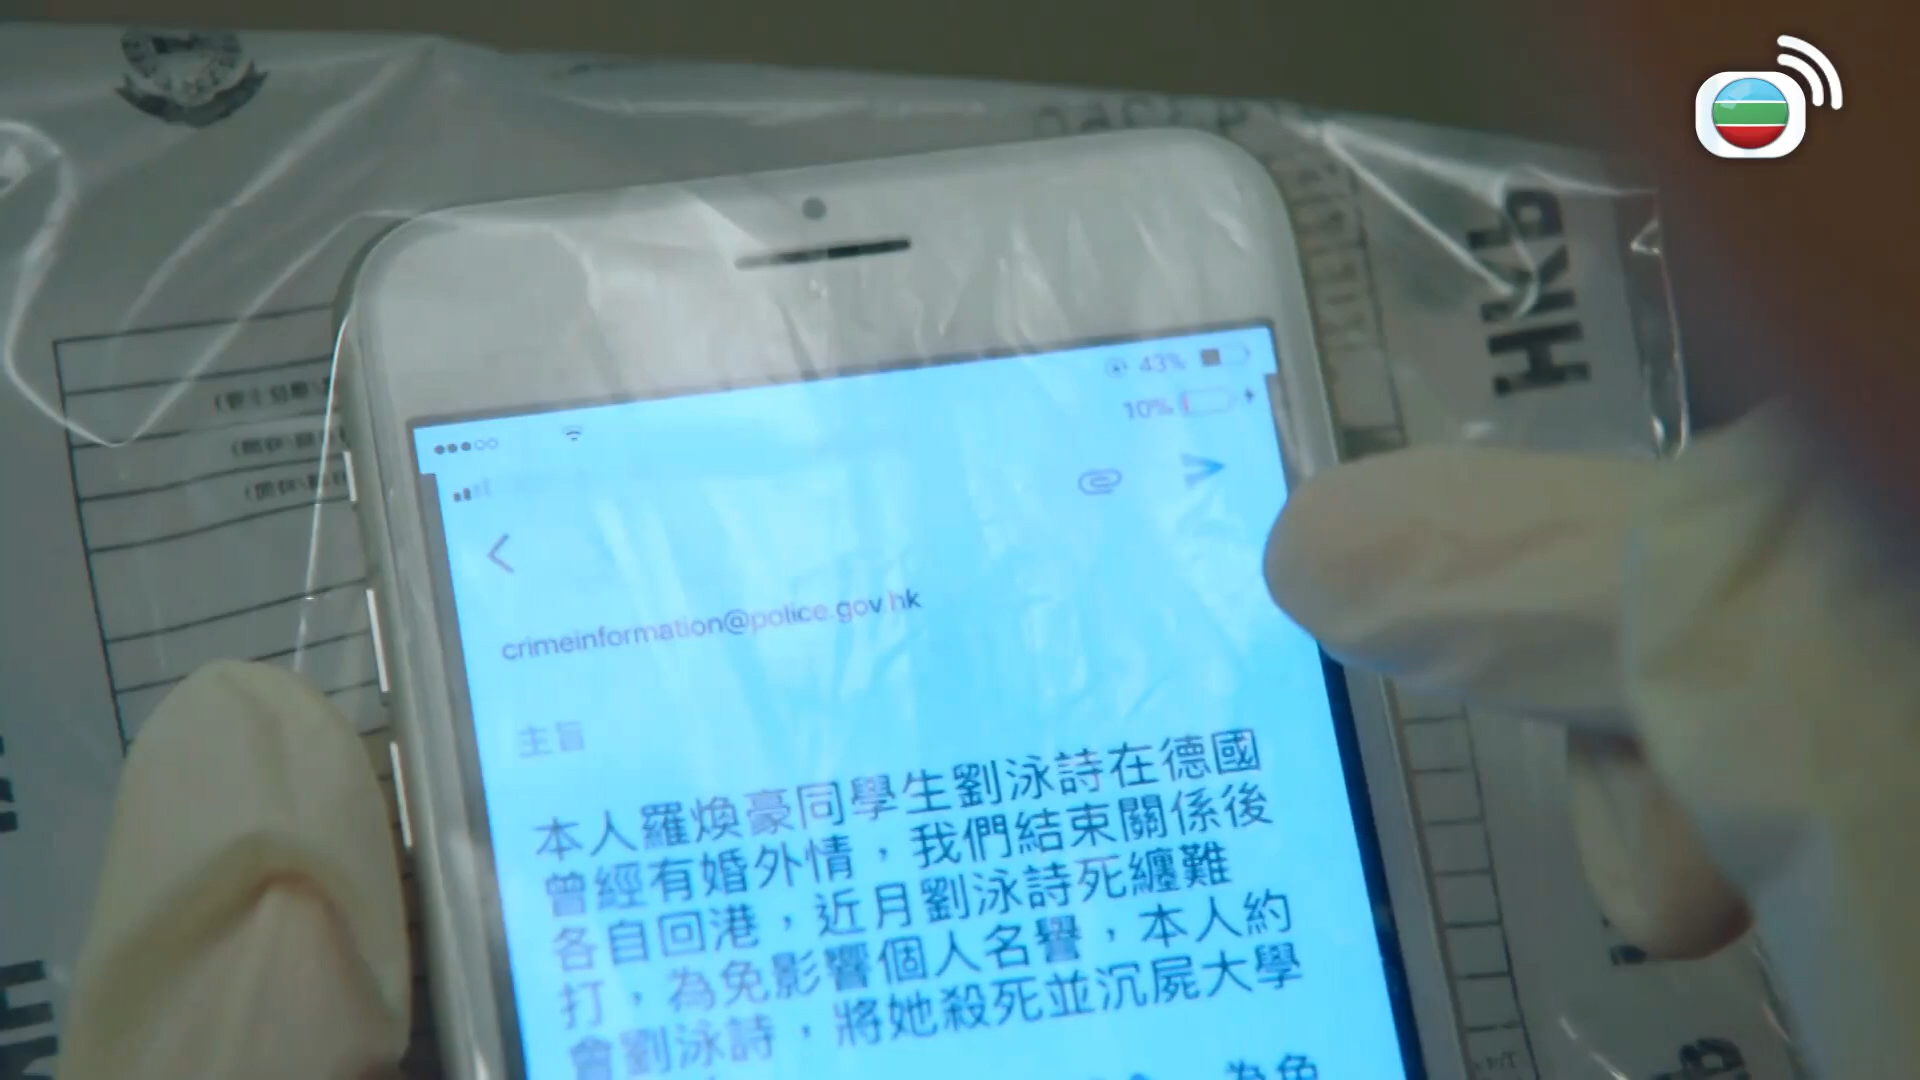 HKP
43%
10%
crimeinformation@police.gov.hk
主旨
本人羅煥豪同學生劉泳詩在德國
曾經有婚外情，我們結束關係後
各自回港，近月劉泳詩死纏難
打，為免影響個人名譽，本人約
會劉泳詩，將她殺死並沉屍大學
為免